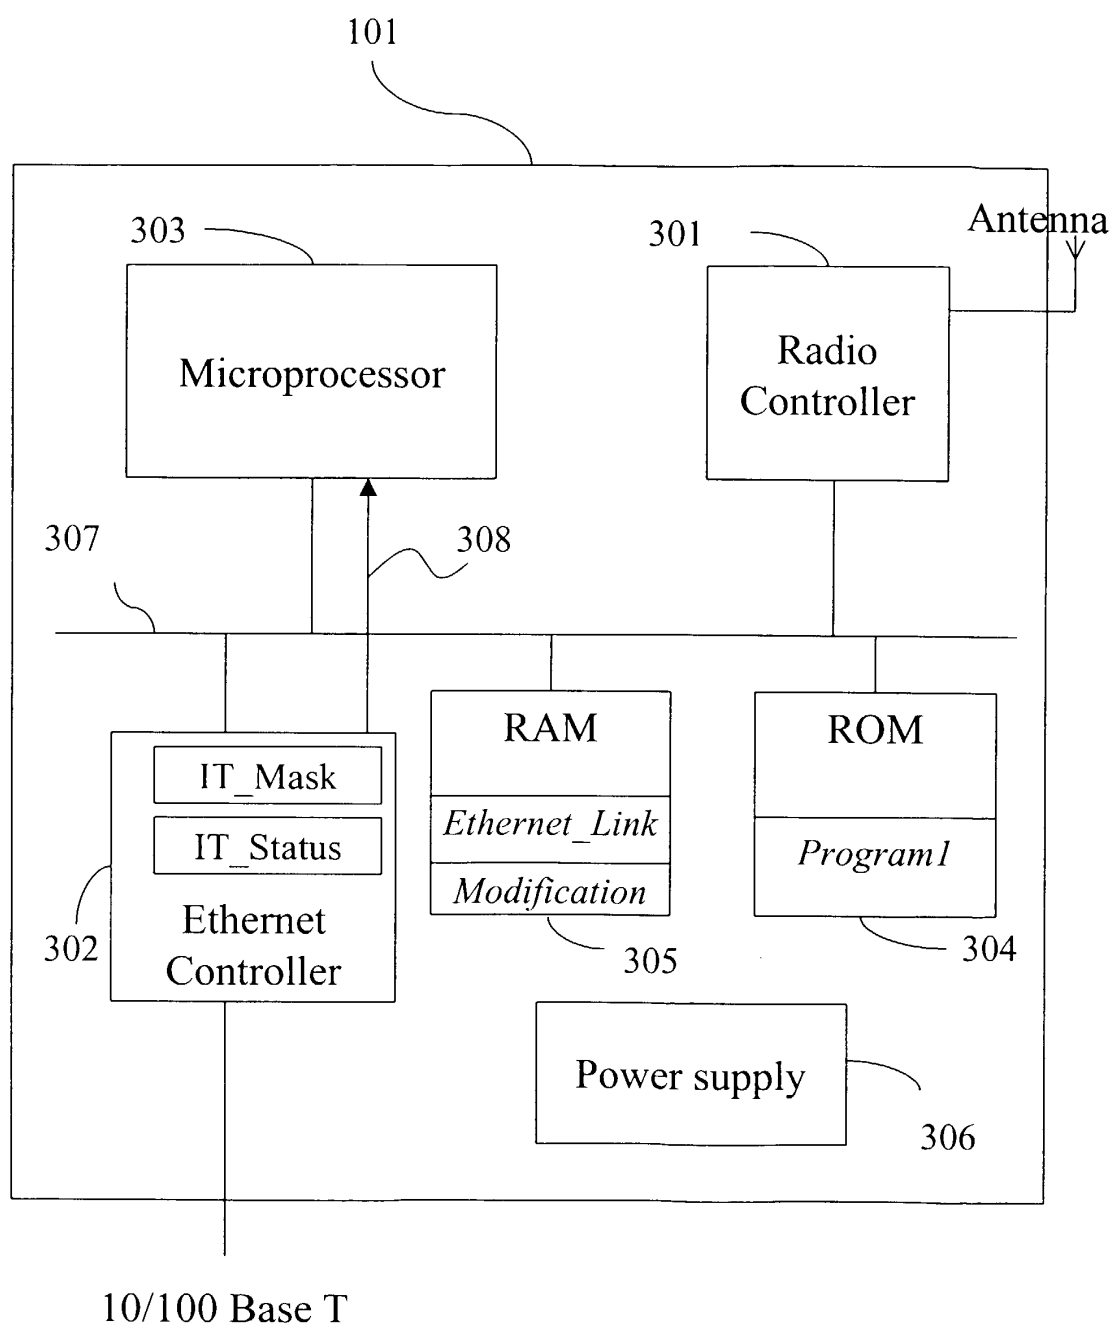 101
303
301
Antenna
Microprocessor
Radio
Controller
307
308
IT_Mask
IT_Status
Ethernet
Controller
302
RAM
Ethernet_Link
Modification
305
ROM
Program1
304
Power supply
306
10/100 Base T